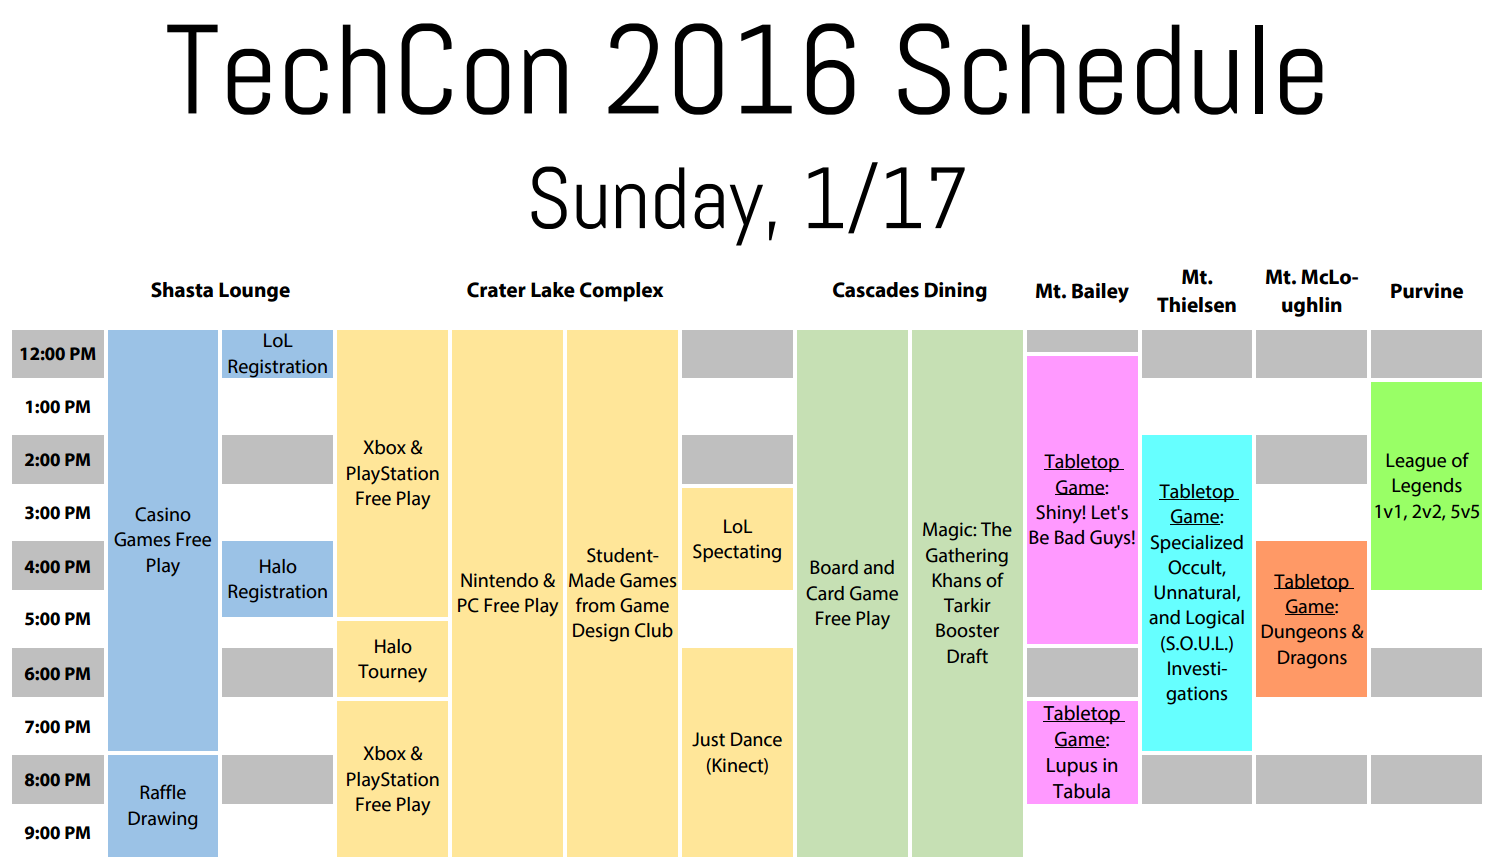 TechCon 2016 Schedule
Sunday, 1/17
Shasta Lounge
Crater Lake Complex
Cascades Dining
Mt. Bailey
Mt.
Thielsen
Mt. McLo-
ughlin
Purvine
12:00 PM
1:00 PM
2:00 PM
3:00 PM
4:00 PM
5:00 PM
6:00 PM
7:00 PM
8:00 PM
9:00 PM
Casino
Games Free
Play
Raffle
Drawing
LoL
Registration
Halo
Registration
Xbox &
PlayStation
Free Play
Halo
Tourney
Xbox &
PlayStation
Free Play
Nintendo &
PC Free Play
Student-
Made Games
from Game
Design Club
LoL
Spectating
Just Dance
(Kinect)
Board and
Card Game
Free Play
Magic: The
Gathering
Khans of
Tarkir
Booster
Draft
Tabletop
Game:
Shiny! Let's
Be Bad Guys!
Tabletop
Game:
Lupus in
Tabula
Tabletop
Game:
Specialized
Occult,
Unnatural,
and Logical
(S.O.U.L.)
Investi-
gations
Tabletop
Game:
Dungeons &
Dragons
League of
Legends
1v1, 2v2, 5v5